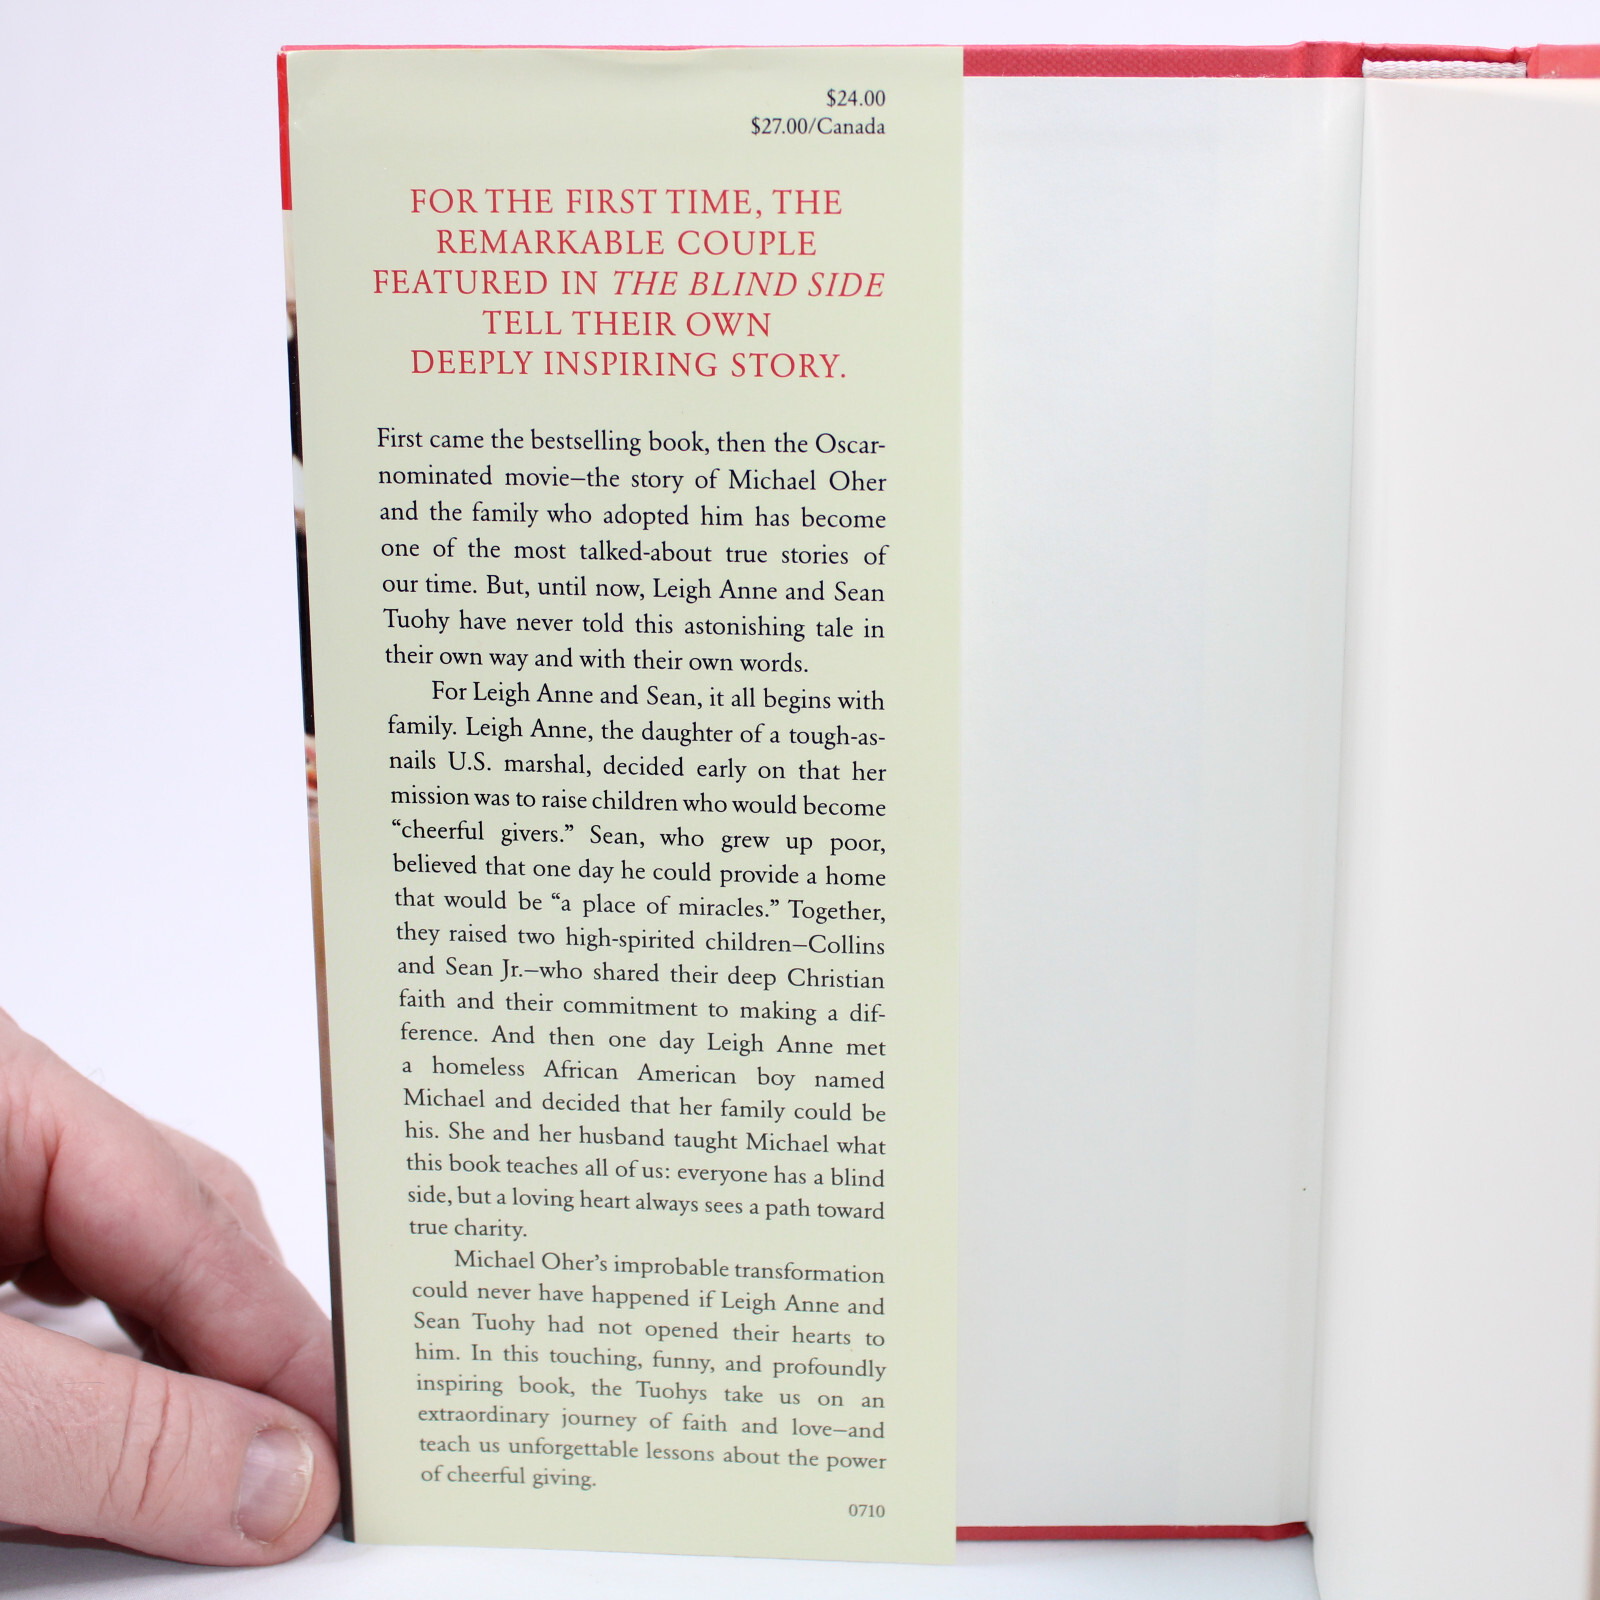 $24.00
$27.00/Canada
FOR THE FIRST TIME, THE
REMARKABLE COUPLE
FEATURED IN THE BLIND SIDE
TELL THEIR OWN
DEEPLY INSPIRING STORY.
First came the bestselling book, then the Oscar-
nominated movie—the story of Michael Oher
and the family who adopted him has become
one of the most talked-about true stories of
our time. But, until now, Leigh Anne and Sean
Tuohy have never told this astonishing tale in
their own way and with their own words.
For Leigh Anne and Sean, it all begins with
family. Leigh Anne, the daughter of a tough-as-
nails U.S. marshal, decided early on that her
mission was to raise children who would become
“cheerful givers.” Sean, who grew up poor,
believed that one day he could provide a home
that would be “a place of miracles.” Together,
they raised two high-spirited children—Collins
and Sean Jr.—who shared their deep Christian
faith and their commitment to making a dif-
ference. And then one day Leigh Anne met
a homeless African American boy named
Michael and decided that her family could be
his. She and her husband taught Michael what
this book teaches all of us: everyone has a blind
side, but a loving heart always sees a path toward
true charity.
Michael Oher’s improbable transformation
could never have happened if Leigh Anne and
Sean Tuohy had not opened their hearts to
him. In this touching, funny, and profoundly
inspiring book, the Tuohys take us on an
extraordinary journey of faith and love—and
teach us unforgettable lessons about the power
of cheerful giving.
0710